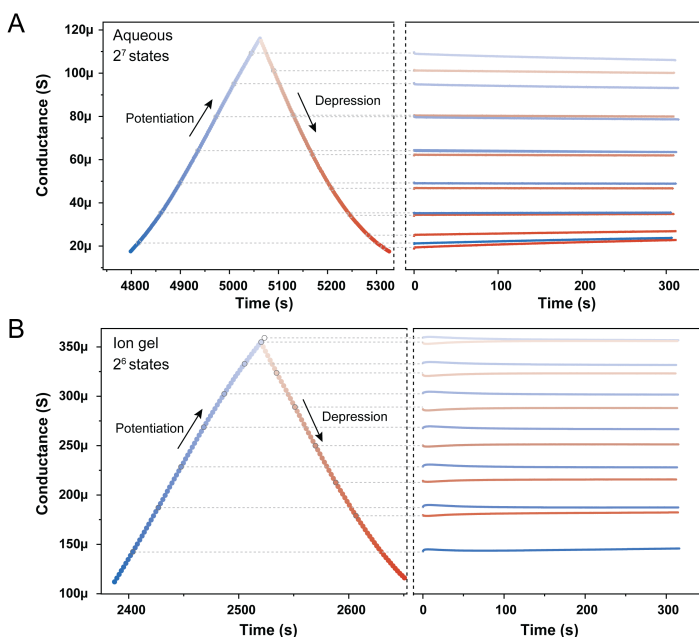 A
Aqueous
2⁷ states
Potentiation
Depression
Conductance (S)
120μ
100μ
80μ
60μ
40μ
20μ
4800
4900
5000
5100
5200
5300
0
100
200
300
Time (s)
Time (s)
B
Ion gel
2⁶ states
Potentiation
Depression
Conductance (S)
350μ
300μ
250μ
200μ
150μ
100μ
2400
2500
2600
0
100
200
300
Time (s)
Time (s)